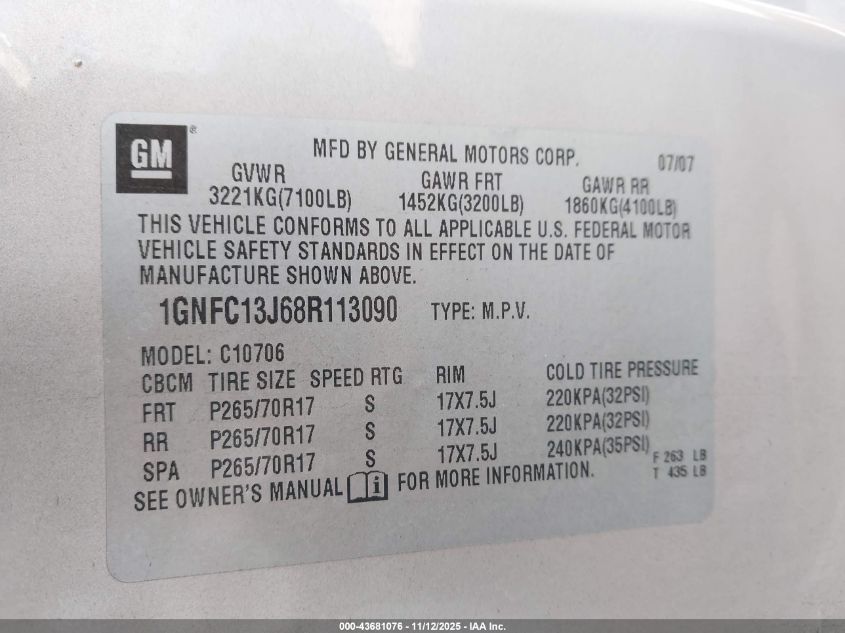 GM ®
MFD BY GENERAL MOTORS CORP. 07/07
GVWR GAWR FRT GAWR RR
3221KG(7100LB) 1452KG(3200LB) 1860KG(4100LB)
THIS VEHICLE CONFORMS TO ALL APPLICABLE U.S. FEDERAL MOTOR
VEHICLE SAFETY STANDARDS IN EFFECT ON THE DATE OF
MANUFACTURE SHOWN ABOVE.
1GNFC13J68R113090 TYPE: M.P.V.
MODEL: C10706
CBCM TIRE SIZE SPEED RTG RIM COLD TIRE PRESSURE
FRT P265/70R17 S 17X7.5J 220KPA(32PSI)
RR P265/70R17 S 17X7.5J 220KPA(32PSI)
SPA P265/70R17 S 17X7.5J 240KPA(35PSI)
F 263 LB
T 435 LB
SEE OWNER'S MANUAL i FOR MORE INFORMATION.
000-43681076 - 11/12/2025 - IAA Inc.